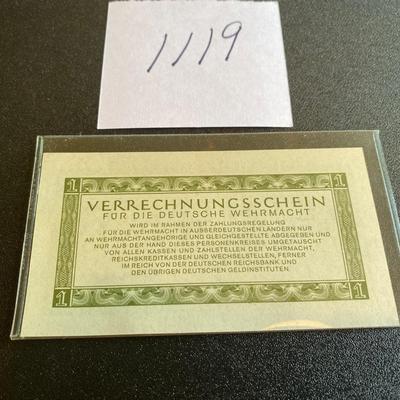 1119
1 1
VERRECHNUNGSSCHEIN
FÜR DIE DEUTSCHE WEHRMACHT
WIRD IM RAHMEN DER ZAHLUNGSREGELUNG
FÜR DIE WEHRMACHT IN AUSSERDEUTSCHEN LÄNDERN NUR
AN WEHRMACHTANGEHÖRIGE UND GLEICHGESTELLTE ABGEGEBEN UND
NUR AUS DER HAND DIESES PERSONENKREISES UMGETAUSCHT
VON ALLEN KASSEN UND ZAHLSTELLEN DER WEHRMACHT,
REICHSKREDITKASSEN UND WECHSELSTELLEN, FERNER
IM REICH VON DER DEUTSCHEN REICHSBANK UND
DEN ÜBRIGEN DEUTSCHEN GELDINSTITUTEN.
1 1